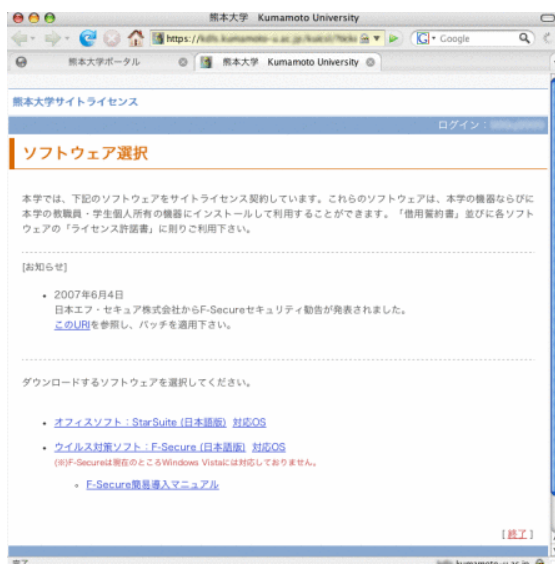 熊本大学 Kumamoto University
https://
Google
熊本大学ポータル
熊本大学 Kumamoto University
熊本大学サイトライセンス
ログイン：
ソフトウェア選択
本学では、下記のソフトウェアをサイトライセンス契約しています。これらのソフトウェアは、本学の機器ならびに
本学の教職員・学生個人所有の機器にインストールして利用することができます。「借用誓約書」並びに各ソフト
ウェアの「ライセンス許諾書」に則りご利用下さい。
[お知らせ]
2007年6月4日
日本エフ・セキュア株式会社からF-Secureセキュリティ勧告が発表されました。
このURIを参照し、パッチを適用下さい。
ダウンロードするソフトウェアを選択してください。
オフィスソフト：StarSuite (日本語版) 対応OS
ウイルス対策ソフト：F-Secure (日本語版) 対応OS
(※)F-Secureは現在のところWindows Vistaには対応しておりません。
F-Secure簡易導入マニュアル
[ 終了 ]
完了